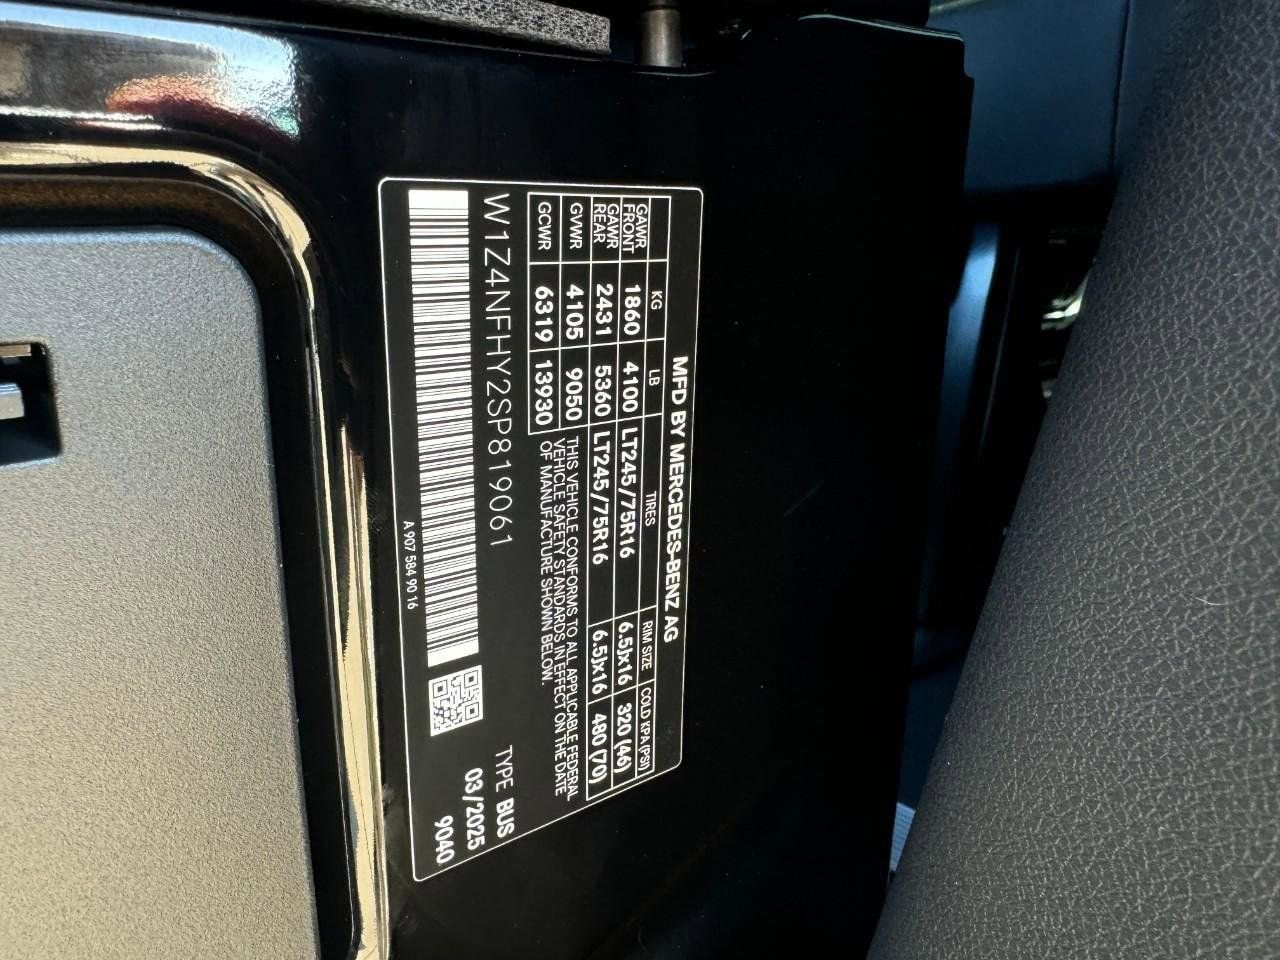 MFD BY MERCEDES-BENZ AG
KG LB TIRES RIM SIZE COLD KPA (PSI)
GAWR FRONT 1860 4100 LT245/75R16 6.5Jx16 320 (46)
GAWR REAR 2431 5360 LT245/75R16 6.5Jx16 480 (70)
GVWR 4105 9050
GCWR 6319 13930
THIS VEHICLE CONFORMS TO ALL APPLICABLE FEDERAL
VEHICLE SAFETY STANDARDS IN EFFECT ON THE DATE
OF MANUFACTURE SHOWN BELOW.
W1Z4NFHY2SP819061
TYPE BUS
03/2025
9040
A 907 584 90 16